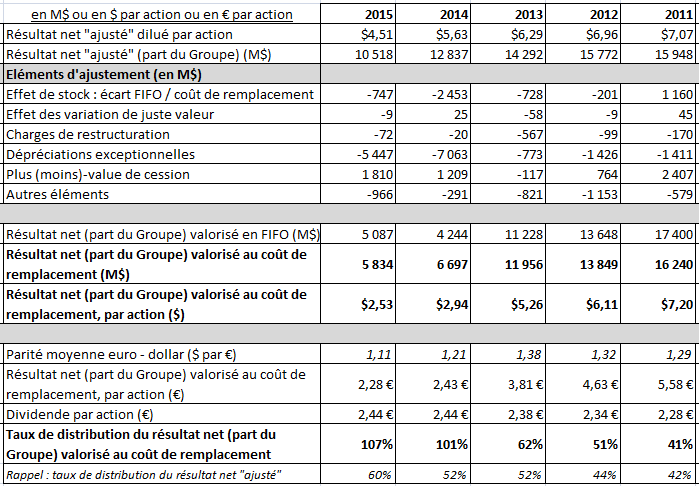 en M$ ou en $ par action ou en € par action 2015 2014 2013 2012 2011
Résultat net "ajusté" dilué par action $4,51 $5,63 $6,29 $6,96 $7,07
Résultat net "ajusté" (part du Groupe) (M$) 10 518 12 837 14 292 15 772 15 948
Eléments d'ajustement (en M$)
Effet de stock : écart FIFO / coût de remplacement -747 -2 453 -728 -201 1 160
Effet des variation de juste valeur -9 25 -58 -9 45
Charges de restructuration -72 -20 -567 -99 -170
Dépréciations exceptionnelles -5 447 -7 063 -773 -1 426 -1 411
Plus (moins)-value de cession 1 810 1 209 -117 764 2 407
Autres éléments -966 -291 -821 -1 153 -579
Résultat net (part du Groupe) valorisé en FIFO (M$) 5 087 4 244 11 228 13 648 17 400
Résultat net (part du Groupe) valorisé au coût de
remplacement (M$) 5 834 6 697 11 956 13 849 16 240
Résultat net (part du Groupe) valorisé au coût de
remplacement, par action ($) $2,53 $2,94 $5,26 $6,11 $7,20
Parité moyenne euro - dollar ($ par €) 1,11 1,21 1,38 1,32 1,29
Résultat net (part du Groupe) valorisé au coût de
remplacement, par action (€) 2,28 € 2,43 € 3,81 € 4,63 € 5,58 €
Dividende par action (€) 2,44 € 2,44 € 2,38 € 2,34 € 2,28 €
Taux de distribution du résultat net (part du
Groupe) valorisé au coût de remplacement 107% 101% 62% 51% 41%
Rappel : taux de distribution du résultat net "ajusté" 60% 52% 52% 44% 42%